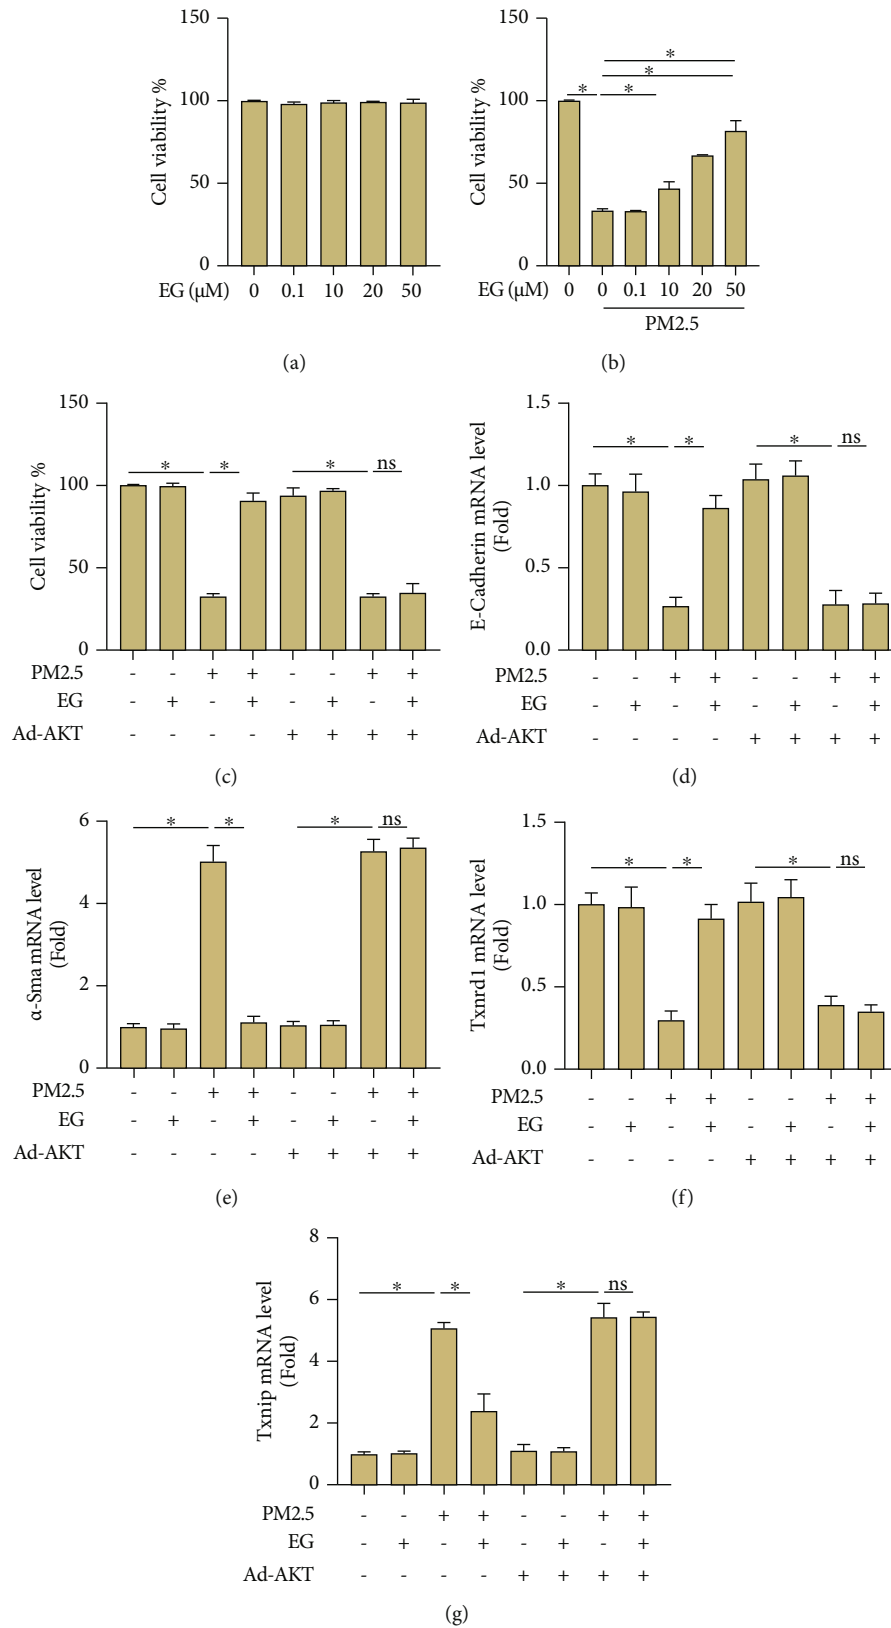 150
100
50
0
Cell viability %
EG (μM) 0 0.1 10 20 50
(a)
150
100
50
0
Cell viability %
* * * *
EG (μM) 0 0 0.1 10 20 50
PM2.5
(b)
150
100
50
0
Cell viability %
* * * ns
PM2.5 - - + + - - + +
EG - + - + - + - +
Ad-AKT - - - - + + + +
(c)
1.5
1.0
0.5
0.0
E-Cadherin mRNA level
(Fold)
* * * ns
PM2.5 - - + + - - + +
EG - + - + - + - +
Ad-AKT - - - - + + + +
(d)
6
4
2
0
α-Sma mRNA level
(Fold)
* * * ns
PM2.5 - - + + - - + +
EG - + - + - + - +
Ad-AKT - - - - + + + +
(e)
1.5
1.0
0.5
0.0
Txnrd1 mRNA level
(Fold)
* * * ns
PM2.5 - - + + - - + +
EG - + - + - + - +
Ad-AKT - - - - + + + +
(f)
8
6
4
2
0
Txnip mRNA level
(Fold)
* * * ns
PM2.5 - - + + - - + +
EG - + - + - + - +
Ad-AKT - - - - + + + +
(g)